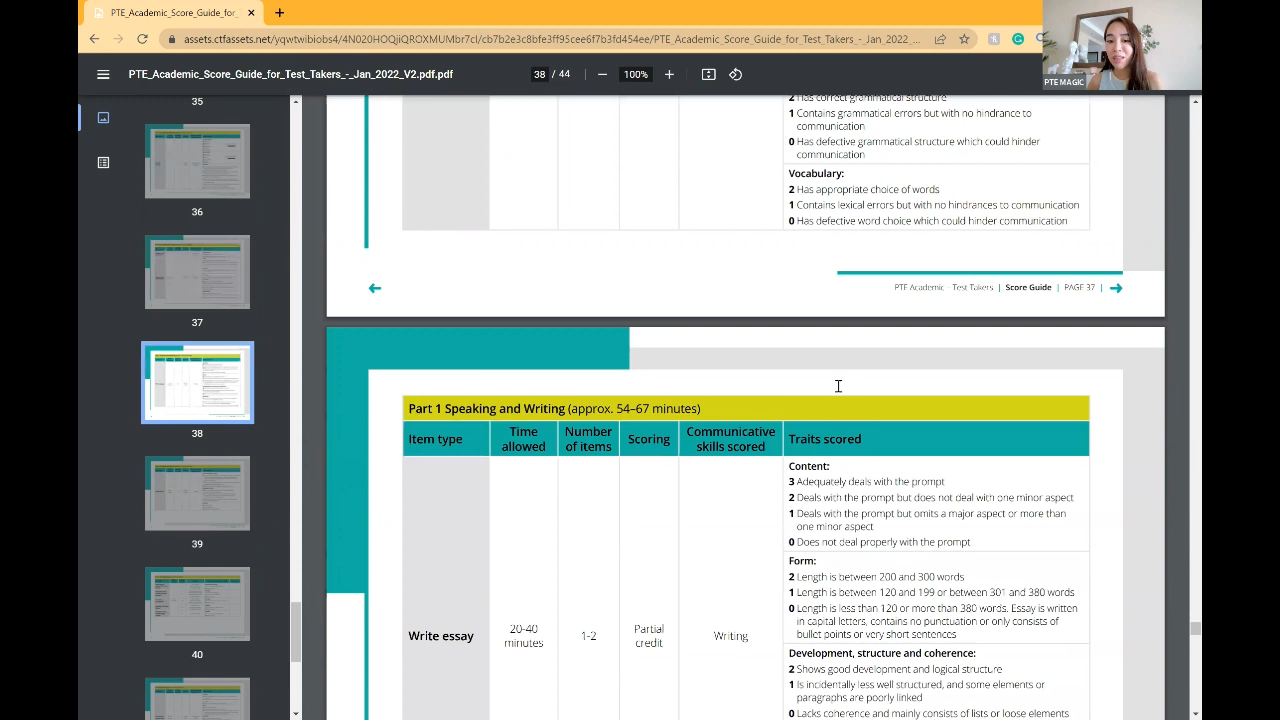 PTE_Academic_Score_Guide_for_
assets.ctfassets.net/yqwtwibiobs4/4N020HOQjiQROXMUMbr7cl/cb7b2e3c8bfe3ff95cee6f7b3fd454ee/PTE_Academic_Score_Guide_for_Test_Takers_-_Jan_2022_...
PTE MAGIC
PTE_Academic_Score_Guide_for_Test_Takers_-_Jan_2022_V2.pdf.pdf
38 / 44
100%
35
36
37
38
39
40
2 Has correct grammatical structure
1 Contains grammatical errors but with no hindrance to
communication
0 Has defective grammatical structure which could hinder
communication
Vocabulary:
2 Has appropriate choice of words
1 Contains lexical errors but with no hindrances to communication
0 Has defective word choice which could hinder communication
PTE Academic – Test Takers | Score Guide | PAGE 37 |
Part 1 Speaking and Writing (approx. 54–67 minutes)
Item type
Time
allowed
Number
of items
Scoring
Communicative
skills scored
Traits scored
Write essay
20-40
minutes
1-2
Partial
credit
Writing
Content:
3 Adequately deals with the prompt
2 Deals with the prompt but does not deal with one minor aspect
1 Deals with the prompt but omits a major aspect or more than
one minor aspect
0 Does not deal properly with the prompt
Form:
2 Length is between 200 and 300 words
1 Length is between 120 and 199 or between 301 and 380 words
0 Length is less than 120 or more than 380 words. Essay is written
in capital letters, contains no punctuation or only consists of
bullet points or very short sentences
Development, structure and coherence:
2 Shows good development and logical structure
1 Is incidentally less well structured, and some elements or
paragraphs are poorly linked
0 Lacks coherence and mainly consists of lists or loose elements